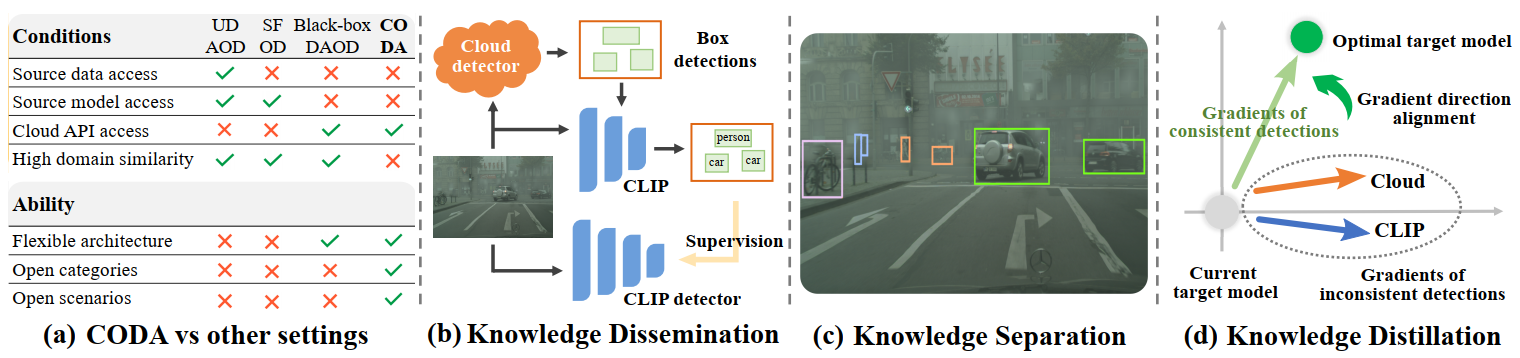 Conditions UD AOD SF OD Black-box DAOD CO DA
Source data access
Source model access
Cloud API access
High domain similarity
Ability
Flexible architecture
Open categories
Open scenarios
(a) CODA vs other settings
Cloud
detector
Box
detections
CLIP
person
car car
Supervision
CLIP detector
(b) Knowledge Dissemination
(c) Knowledge Separation
Optimal target model
Gradients of
consistent detections
Gradient direction
alignment
Cloud
CLIP
Current
target model
Gradients of
inconsistent detections
(d) Knowledge Distillation